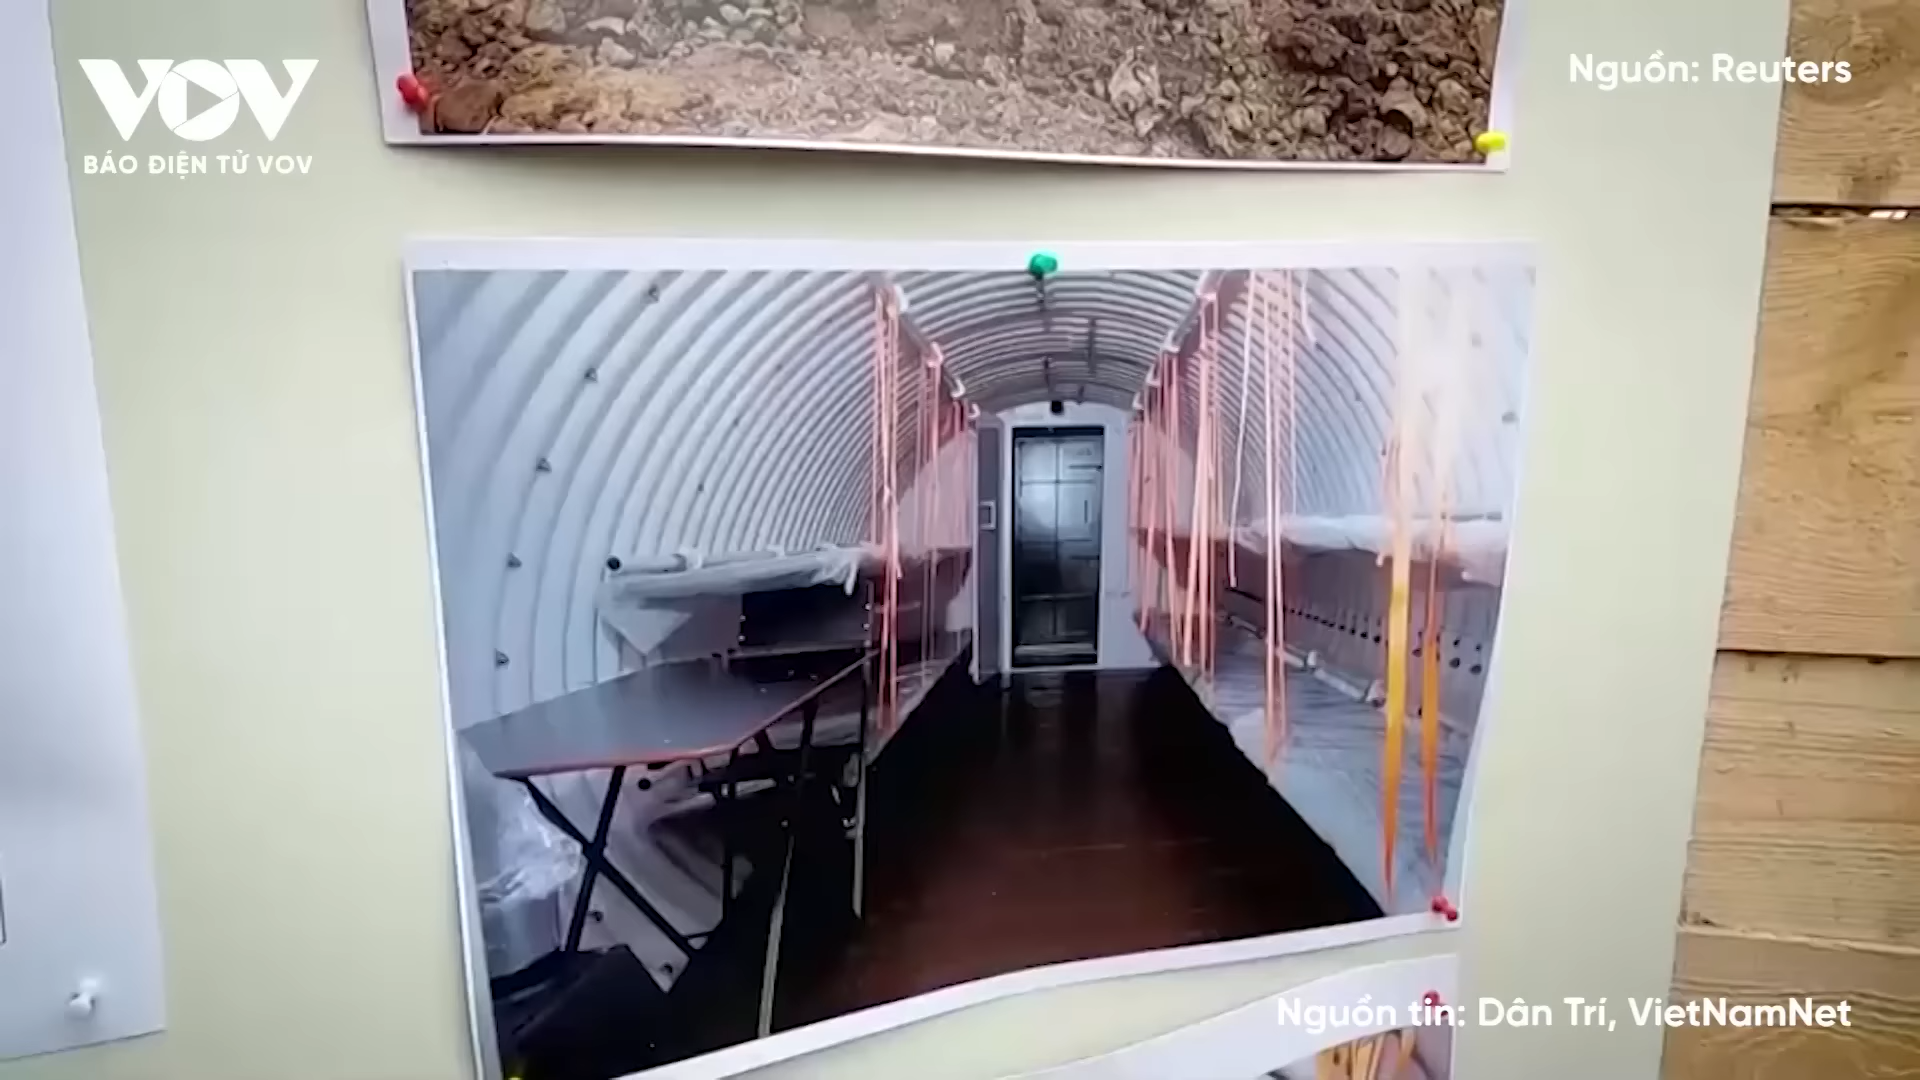 VOV
BÁO ĐIỆN TỬ VOV
Nguồn: Reuters
Nguồn tin: Dân Trí, VietNamNet